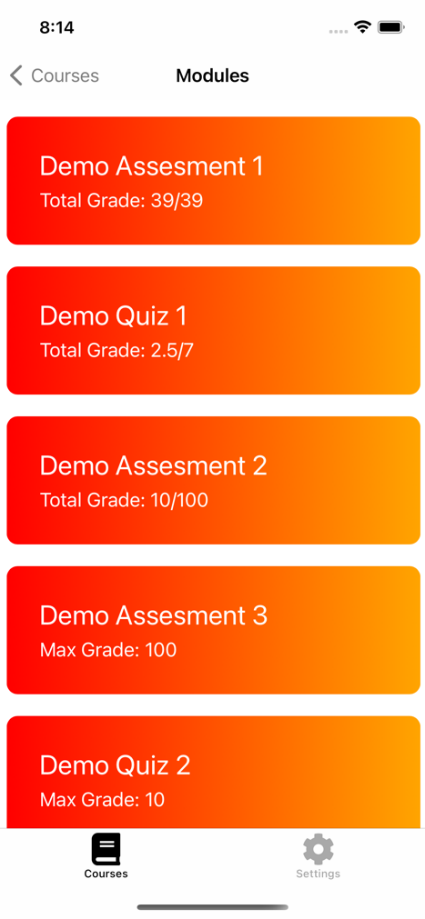 8:14
Courses
Modules
Demo Assesment 1
Total Grade: 39/39
Demo Quiz 1
Total Grade: 2.5/7
Demo Assesment 2
Total Grade: 10/100
Demo Assesment 3
Max Grade: 100
Demo Quiz 2
Max Grade: 10
Courses
Settings